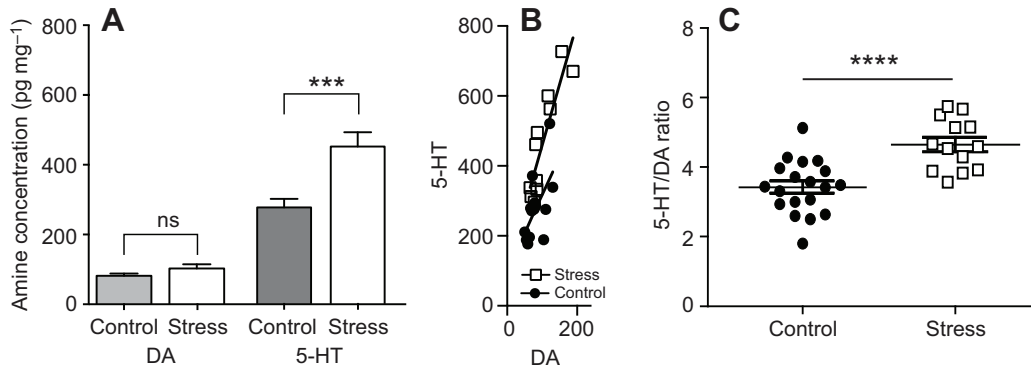 A
Amine concentration (pg mg⁻¹)
800
600
400
200
0
ns
***
Control Stress Control Stress
DA 5-HT
B
5-HT
800
600
400
200
0
Stress
Control
0 200
DA
C
5-HT/DA ratio
8
6
4
2
0
****
Control Stress